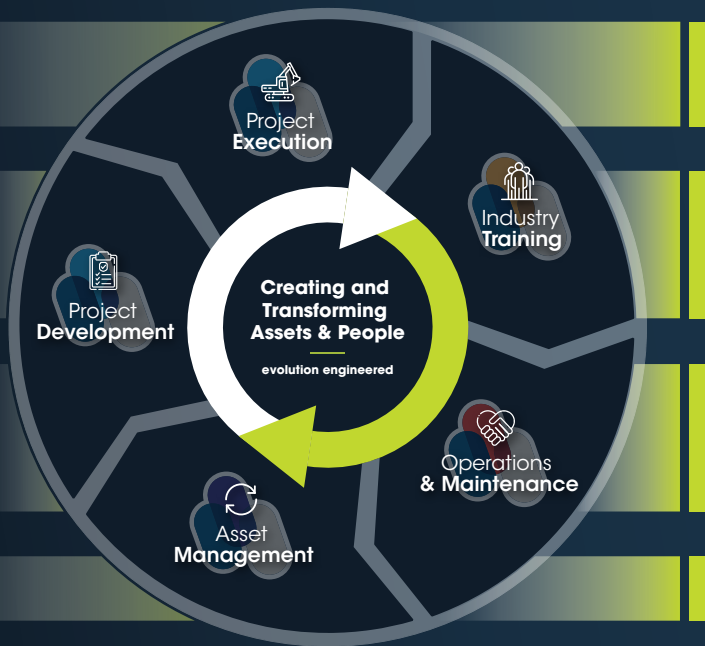 Project
Execution
Industry
Training
Project
Development
Creating and
Transforming
Assets & People
evolution engineered
Operations
& Maintenance
Asset
Management